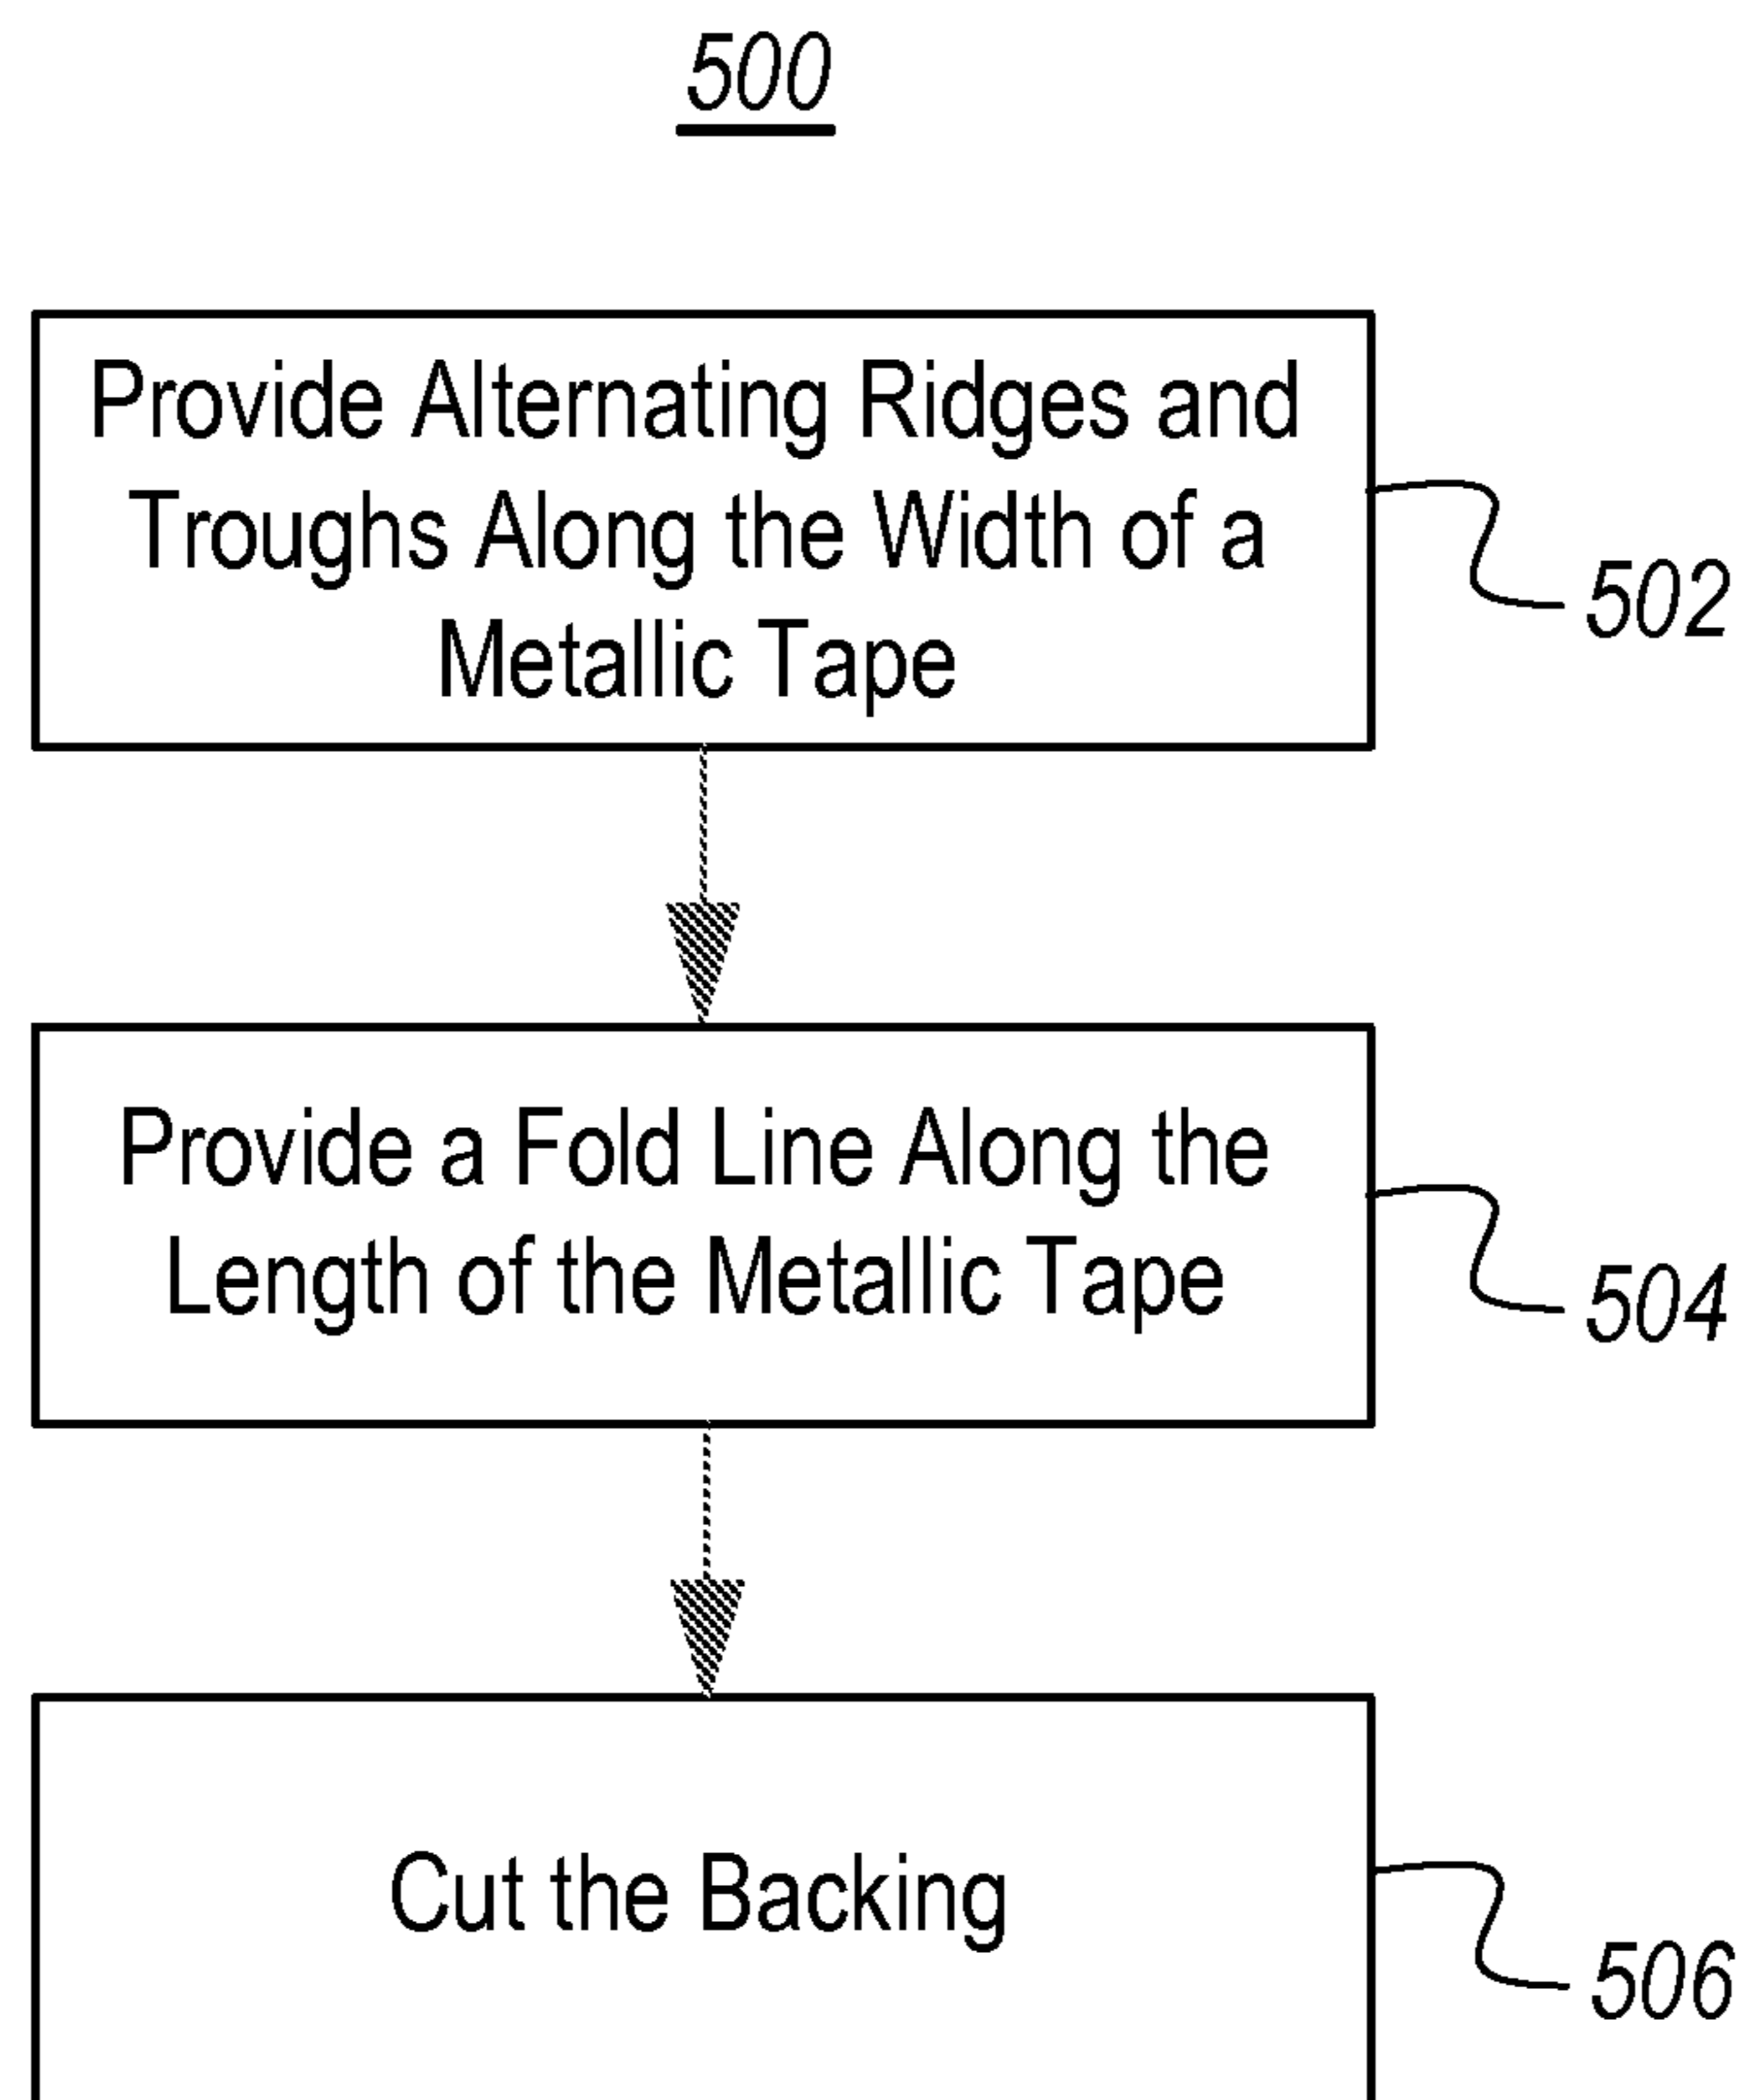 500
Provide Alternating Ridges and
Troughs Along the Width of a
Metallic Tape
502
Provide a Fold Line Along the
Length of the Metallic Tape
504
Cut the Backing
506